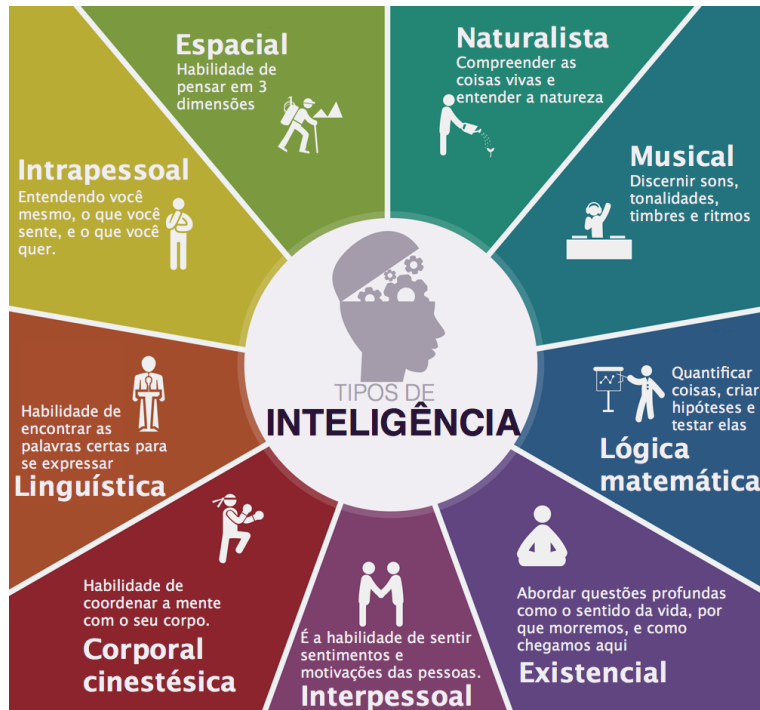 Espacial
Habilidade de
pensar em 3
dimensões
Naturalista
Compreender as
coisas vivas e
entender a natureza
Musical
Discernir sons,
tonalidades,
timbres e ritmos
Intrapessoal
Entendendo você
mesmo, o que você
sente, e o que você
quer.
TIPOS DE
INTELIGÊNCIA
Quantificar
coisas, criar
hipóteses e
testar elas
Lógica
matemática
Habilidade de
encontrar as
palavras certas para
se expressar
Linguística
Habilidade de
coordenar a mente
com o seu corpo.
Corporal
cinestésica
É a habilidade de sentir
sentimentos e
motivações das pessoas.
Interpessoal
Abordar questões profundas
como o sentido da vida, por
que morremos, e como
chegamos aqui
Existencial